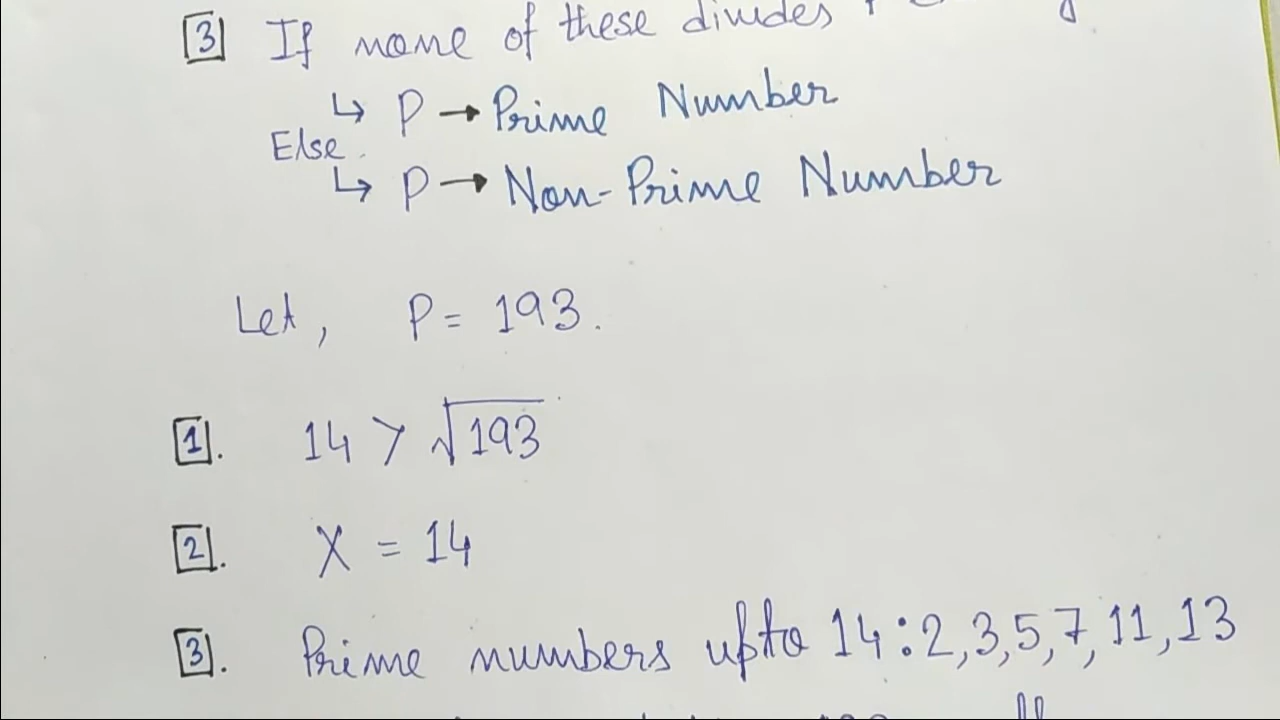 3 If none of these divides
↳ P → Prime Number
Else.
↳ P → Non-Prime Number
Let, P = 193.
1. 14 > √193
2. X = 14
3. Prime numbers upto 14:2,3,5,7,11,13